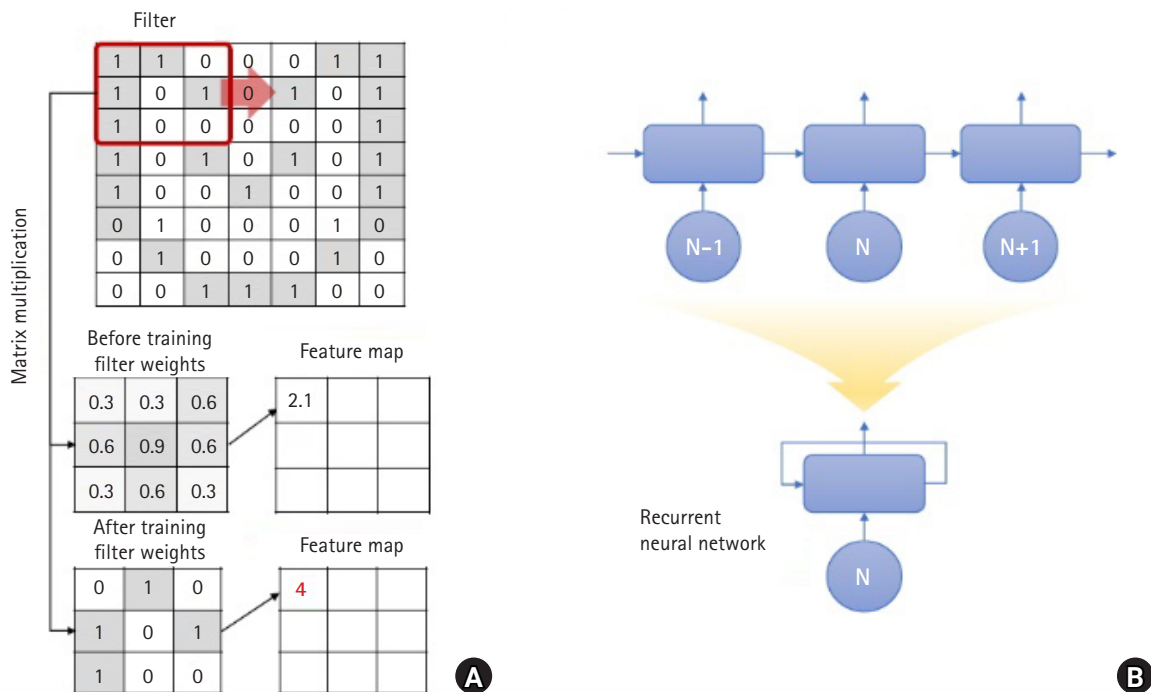 Filter
1 1 0 0 0 1 1
1 0 1 0 1 0 1
1 0 0 0 0 0 1
1 0 1 0 1 0 1
1 0 0 1 0 0 1
0 1 0 0 0 1 0
0 1 0 0 0 1 0
0 0 1 1 1 0 0
Matrix multiplication
Before training
filter weights
Feature map
0.3 0.3 0.6
0.6 0.9 0.6
0.3 0.6 0.3
2.1
After training
filter weights
Feature map
0 1 0
1 0 1
1 0 0
4
A
N-1 N N+1
Recurrent
neural network
N
B